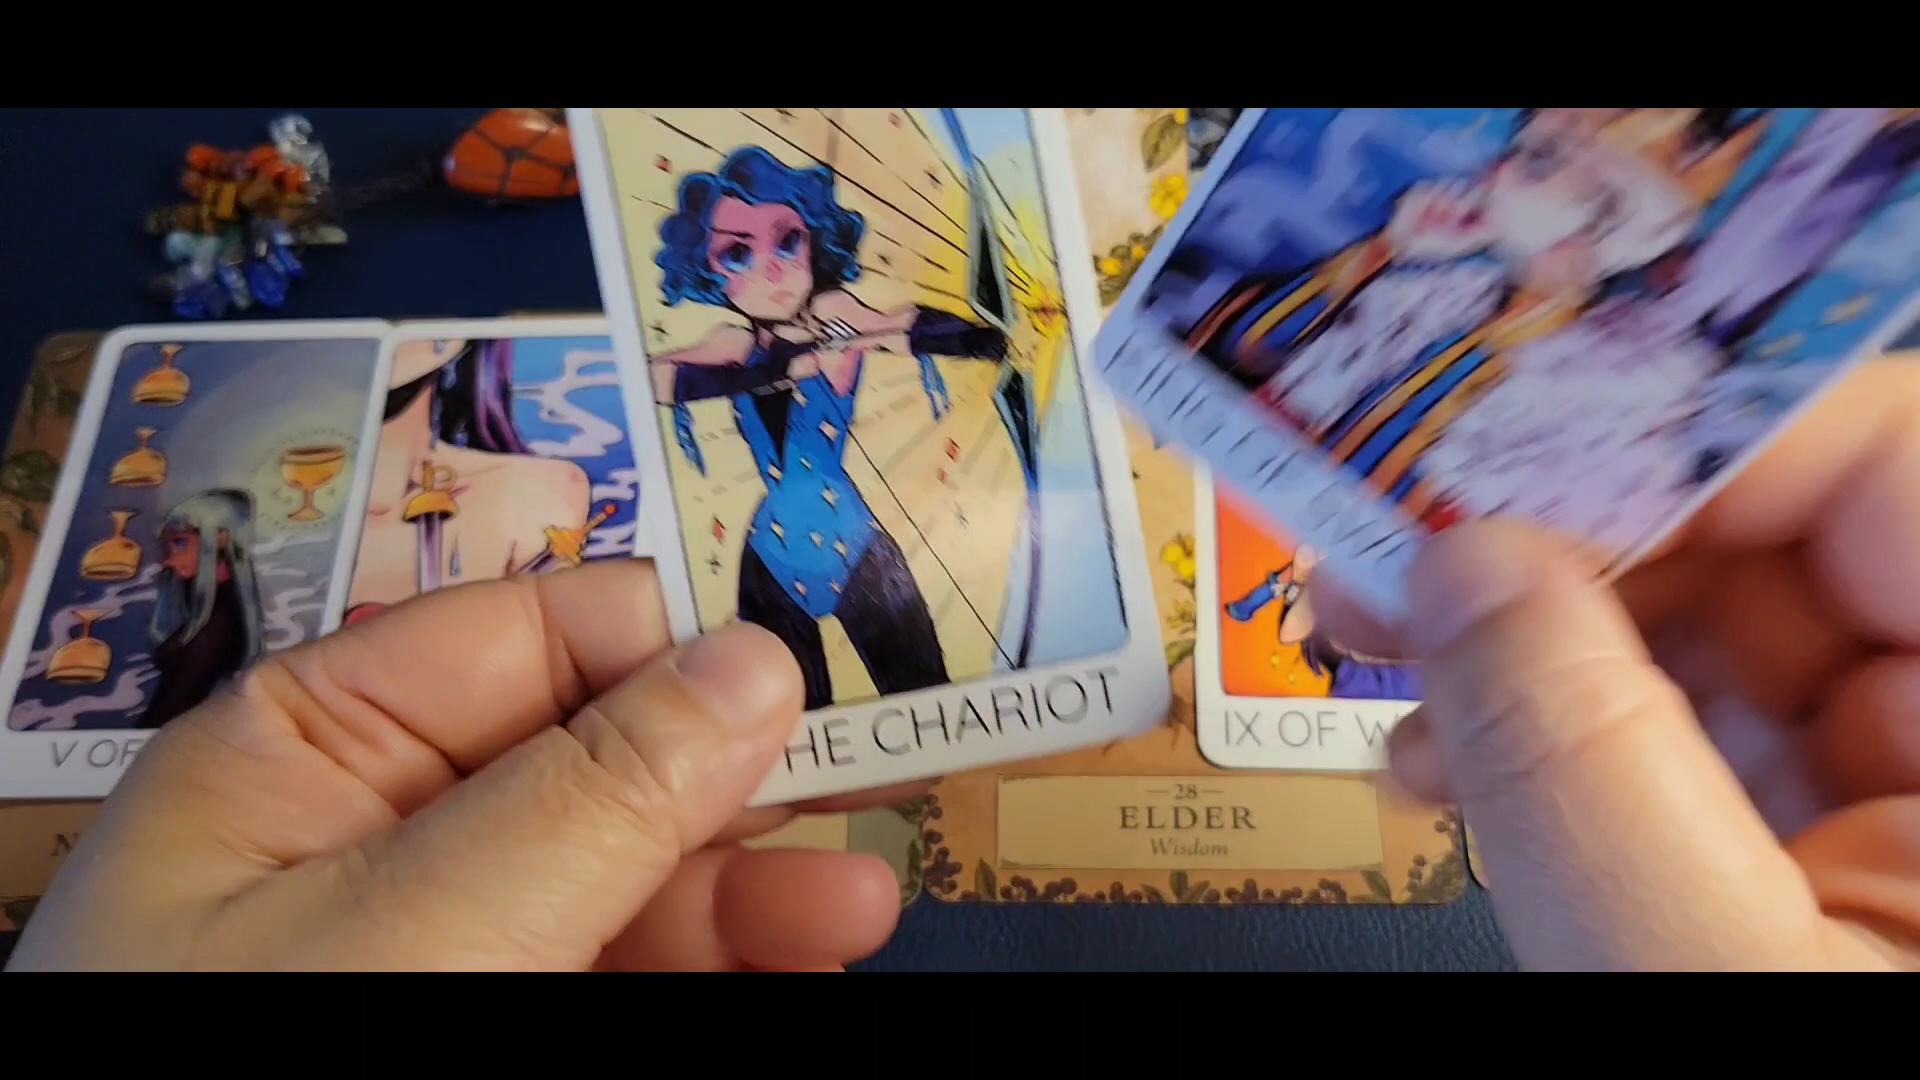 V OF
HE CHARIOT
IX OF W
N
—28—
ELDER
Wisdom